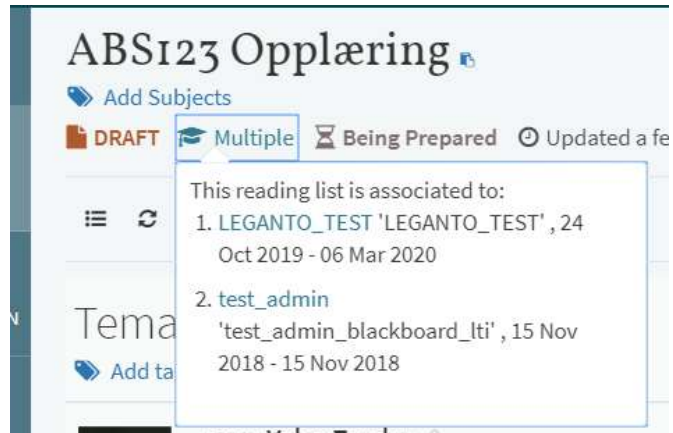 ABS123 Opplæring
Add Subjects
DRAFT Multiple Being Prepared Updated a fe
This reading list is associated to:
1. LEGANTO_TEST 'LEGANTO_TEST' , 24
Oct 2019 - 06 Mar 2020
2. test_admin
'test_admin_blackboard_lti' , 15 Nov
2018 - 15 Nov 2018
N
Tema
Add ta